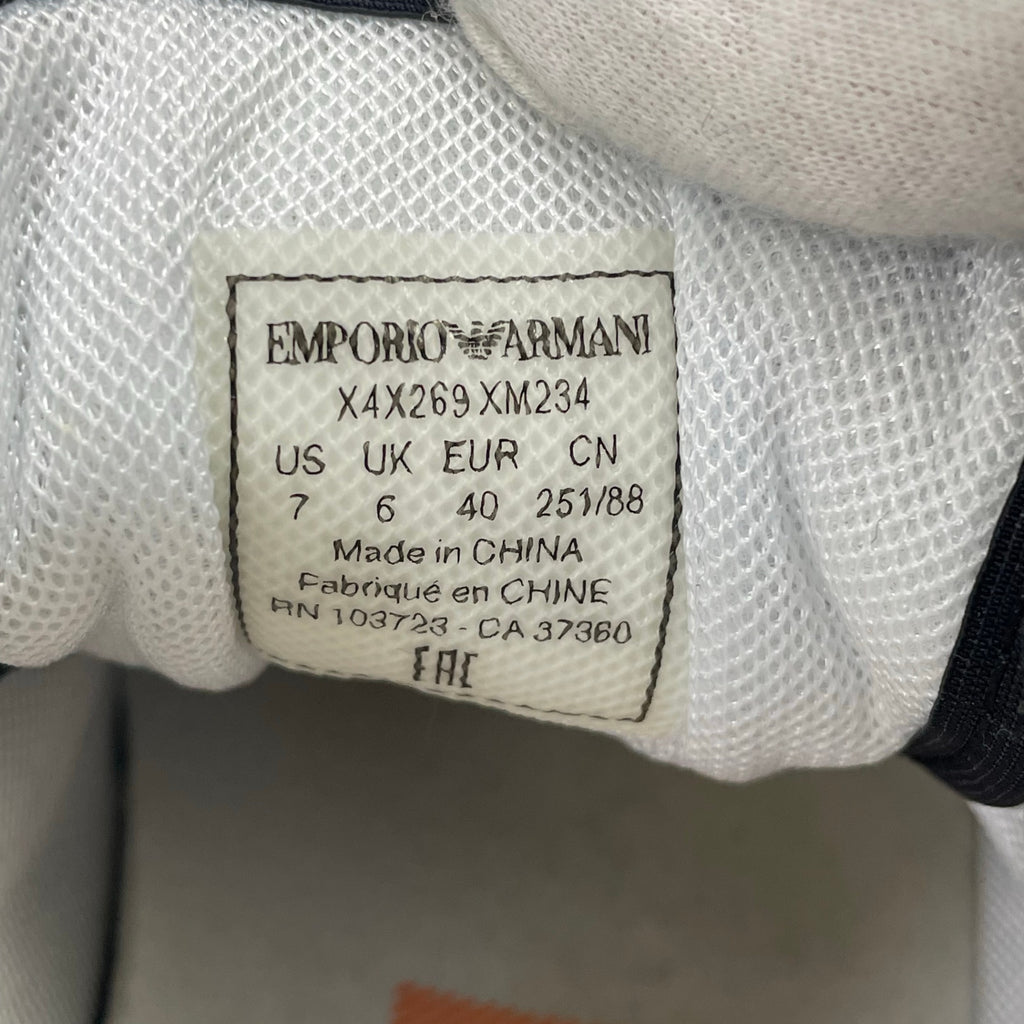 EMPORIO ARMANI
X4X269 XM234
US UK EUR CN
7 6 40 251/88
Made in CHINA
Fabriqué en CHINE
RN 103723 - CA 37360
EAC